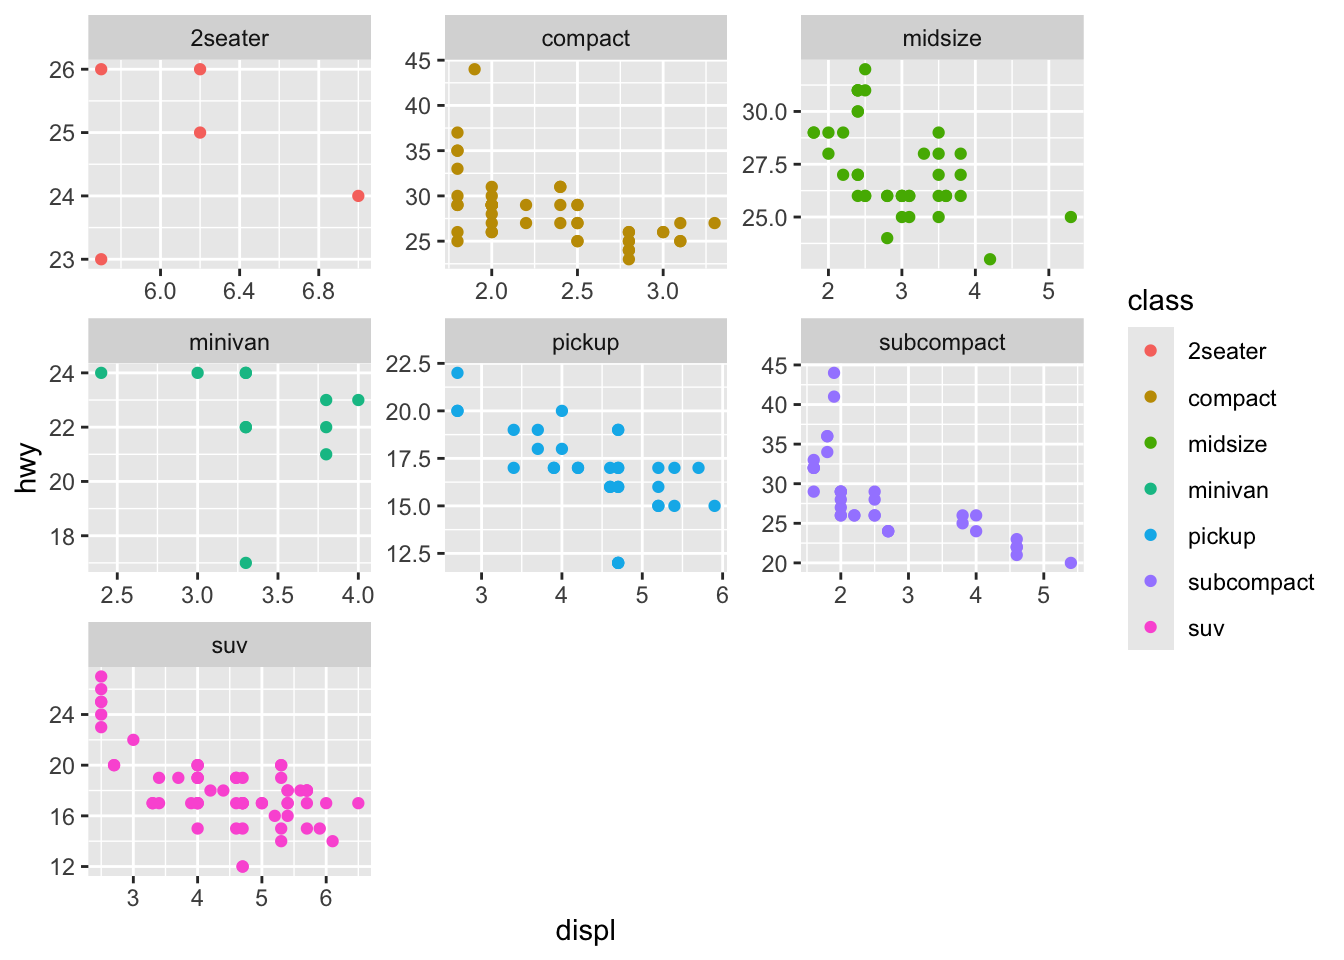 2seater compact midsize
26
25
24
23
6.0 6.4 6.8
45
40
35
30
25
2.0 2.5 3.0
30.0
27.5
25.0
2 3 4 5
minivan pickup subcompact
24
22
20
18
2.5 3.0 3.5 4.0
22.5
20.0
17.5
15.0
12.5
3 4 5 6
45
40
35
30
25
20
2 3 4 5
suv
24
20
16
12
3 4 5 6
hwy
displ
class
2seater
compact
midsize
minivan
pickup
subcompact
suv